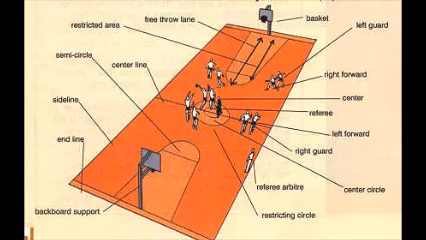 free throw lane
basket
restricted area
left guard
semi-circle
center line
right forward
sideline
center
referee
end line
left forward
right guard
referee arbitre
center circle
backboard support
restricting circle